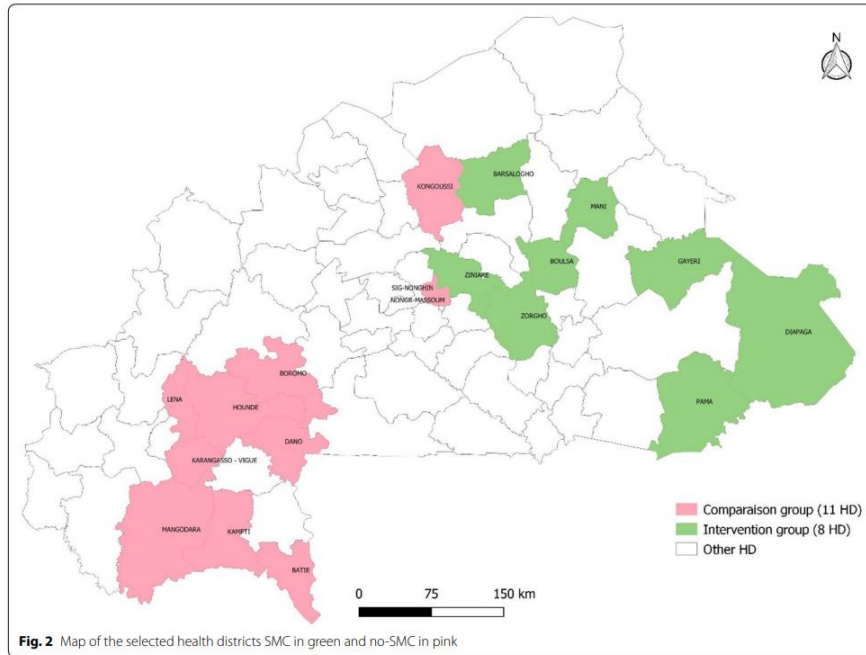 N
BARSALOGHO
KONGOUSSI
MANI
BOULSA
GAYERI
ZINIARE
SIG-NONGHIN
NONGR-MASSOUM
ZORGHO
DIAPAGA
BOROMO
PAMA
LENA
HOUNDE
DANO
KARANGASSO - VIGUE
MANGODARA
KAMPTI
BATIE
Comparaison group (11 HD)
Intervention group (8 HD)
Other HD
0 75 150 km
Fig. 2 Map of the selected health districts SMC in green and no-SMC in pink